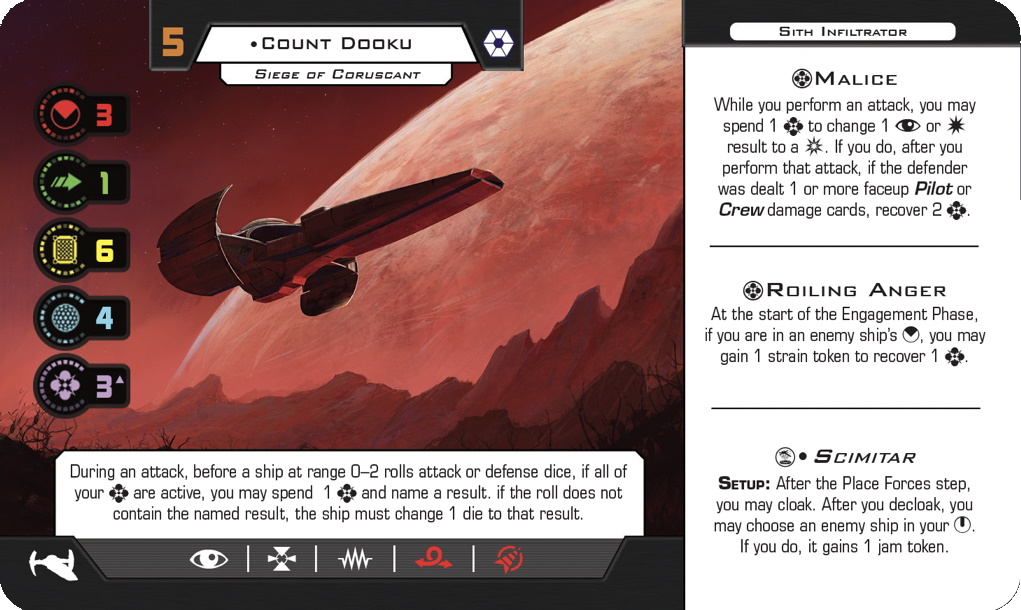 5
•Count Dooku
Siege of Coruscant
3
1
6
4
3
During an attack, before a ship at range 0–2 rolls attack or defense dice, if all of
your are active, you may spend 1 and name a result. if the roll does not
contain the named result, the ship must change 1 die to that result.
Sith Infiltrator
Malice
While you perform an attack, you may
spend 1 to change 1 or
result to a . If you do, after you
perform that attack, if the defender
was dealt 1 or more faceup Pilot or
Crew damage cards, recover 2 .
Roiling Anger
At the start of the Engagement Phase,
if you are in an enemy ship's , you may
gain 1 strain token to recover 1 .
• Scimitar
Setup: After the Place Forces step,
you may cloak. After you decloak, you
may choose an enemy ship in your .
If you do, it gains 1 jam token.